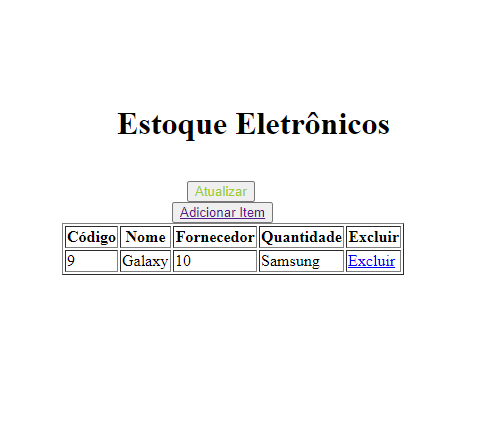 Estoque Eletrônicos
Atualizar
Adicionar Item
Código Nome Fornecedor Quantidade Excluir
9 Galaxy 10 Samsung Excluir